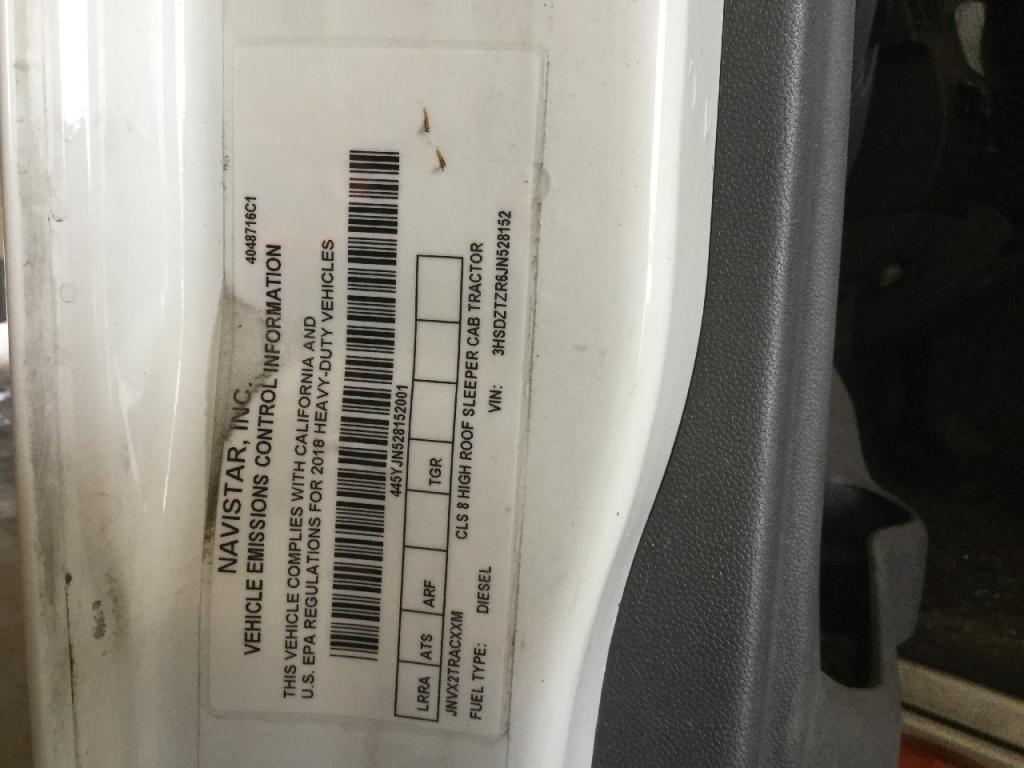 4048716C1
NAVISTAR, INC.
VEHICLE EMISSIONS CONTROL INFORMATION
THIS VEHICLE COMPLIES WITH CALIFORNIA AND
U.S. EPA REGULATIONS FOR 2018 HEAVY-DUTY VEHICLES
445YJN528152001
LRRA ATS ARF TGR
JNVX2TRACXXM CLS 8 HIGH ROOF SLEEPER CAB TRACTOR
FUEL TYPE: DIESEL VIN: 3HSDZTZR6JN528152